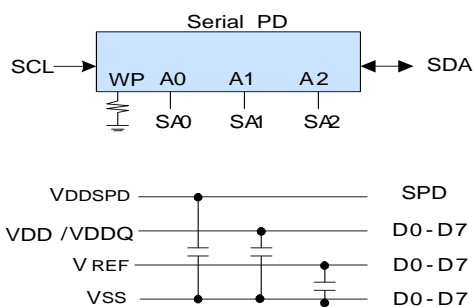 Serial PD
SCL
WP A0 A1 A2
SDA
SA0 SA1 SA2
VDDSPD SPD
VDD /VDDQ D0-D7
VREF D0-D7
VSS D0-D7